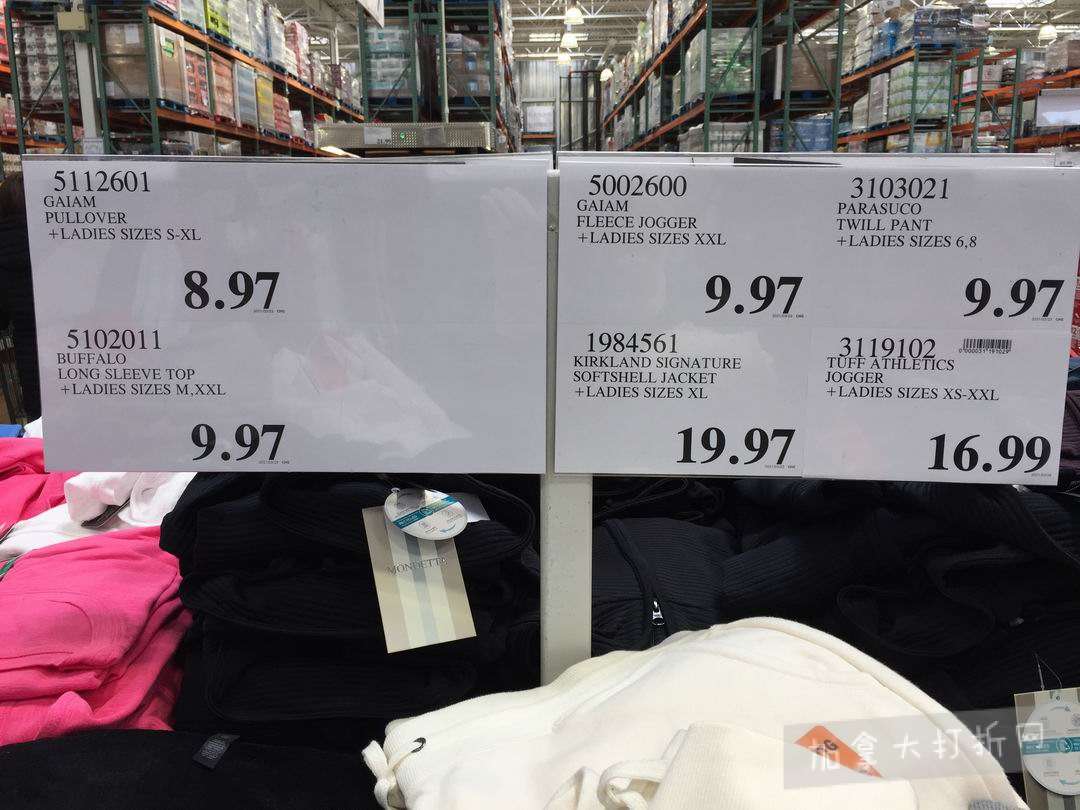 5112601
GAIAM
PULLOVER
+LADIES SIZES S-XL
8.97
5102011
BUFFALO
LONG SLEEVE TOP
+LADIES SIZES M,XXL
9.97
5002600
GAIAM
FLEECE JOGGER
+LADIES SIZES XXL
9.97
3103021
PARASUCO
TWILL PANT
+LADIES SIZES 6,8
9.97
1984561
KIRKLAND SIGNATURE
SOFTSHELL JACKET
+LADIES SIZES XL
19.97
3119102
TUFF ATHLETICS
JOGGER
+LADIES SIZES XS-XXL
16.99
MONDETTA
加拿大打折网